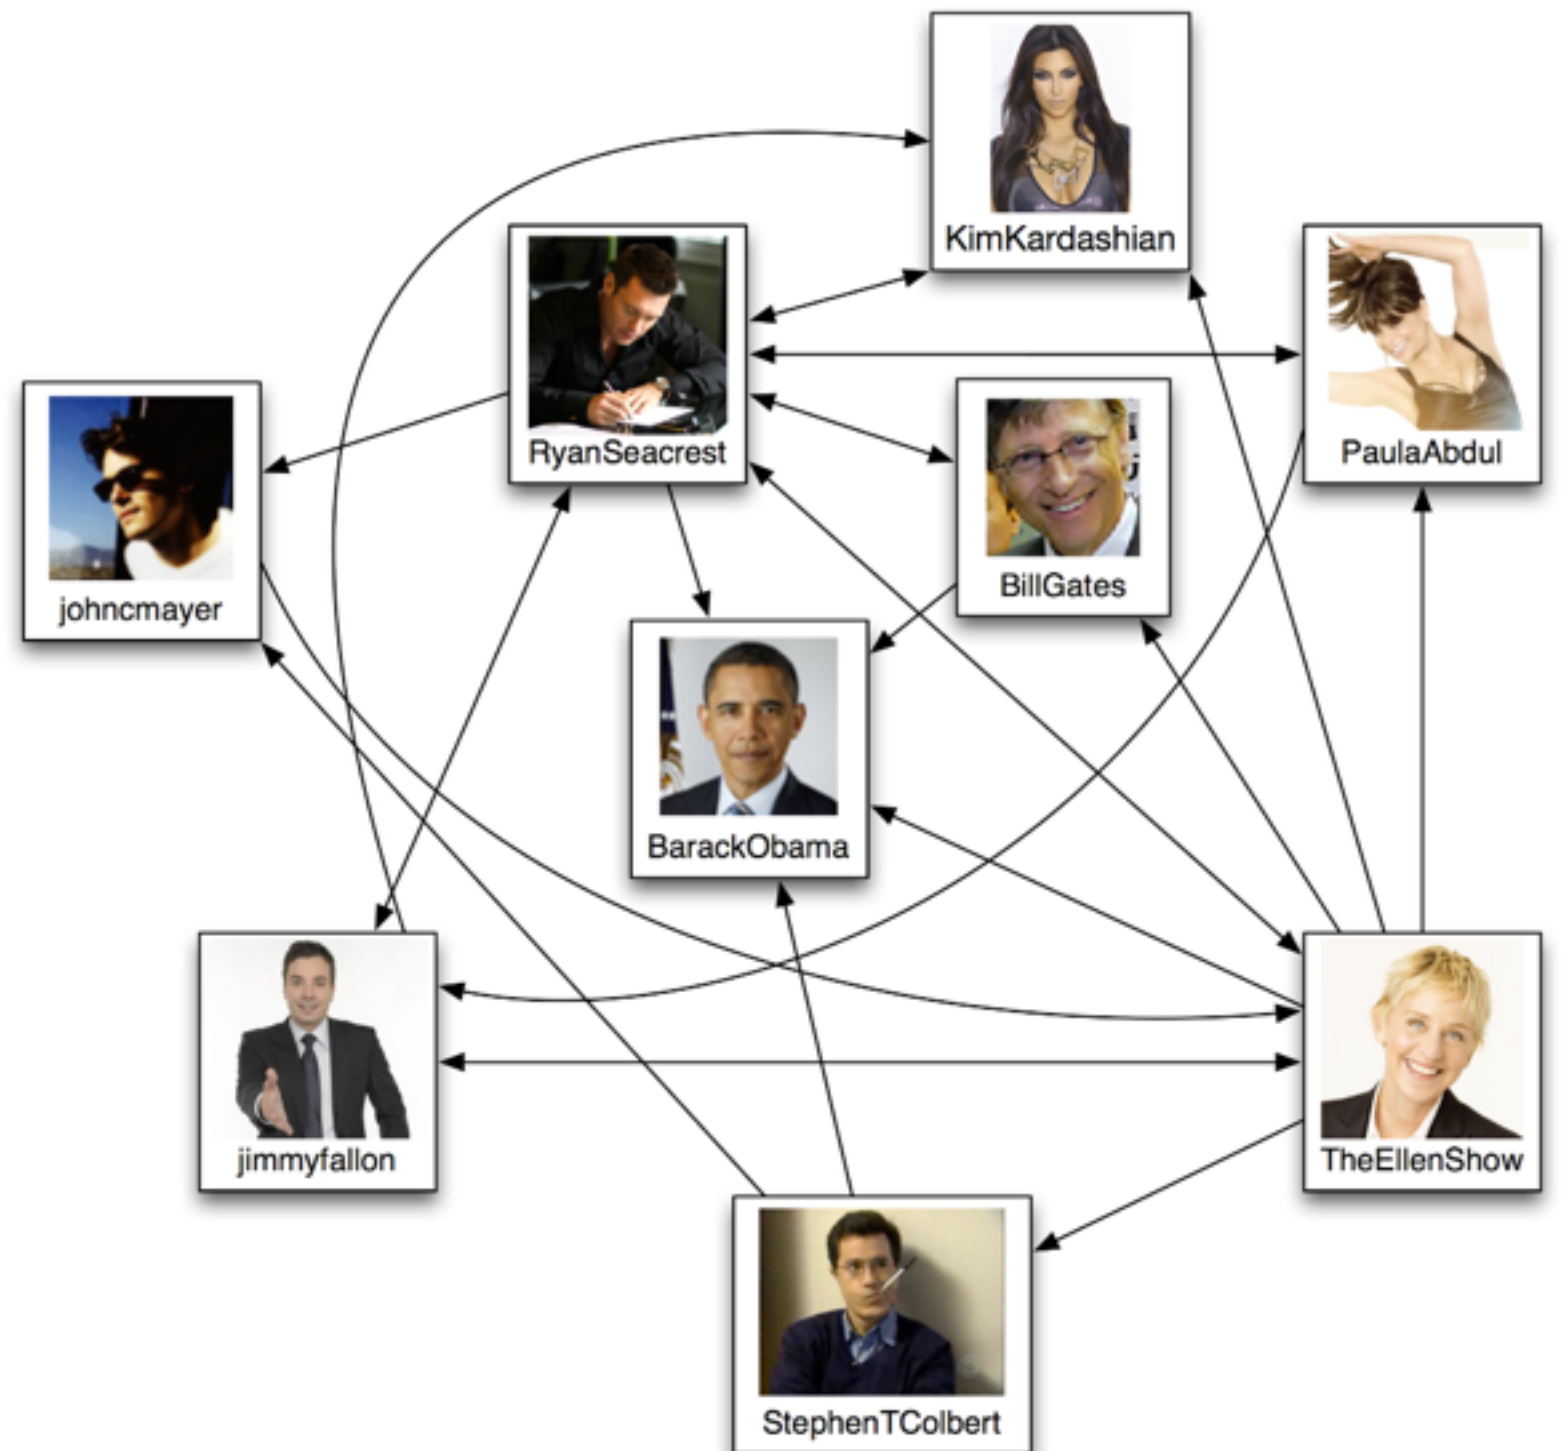 KimKardashian
RyanSeacrest
PaulaAbdul
johncmayer
BillGates
BarackObama
jimmyfallon
TheEllenShow
StephenTColbert